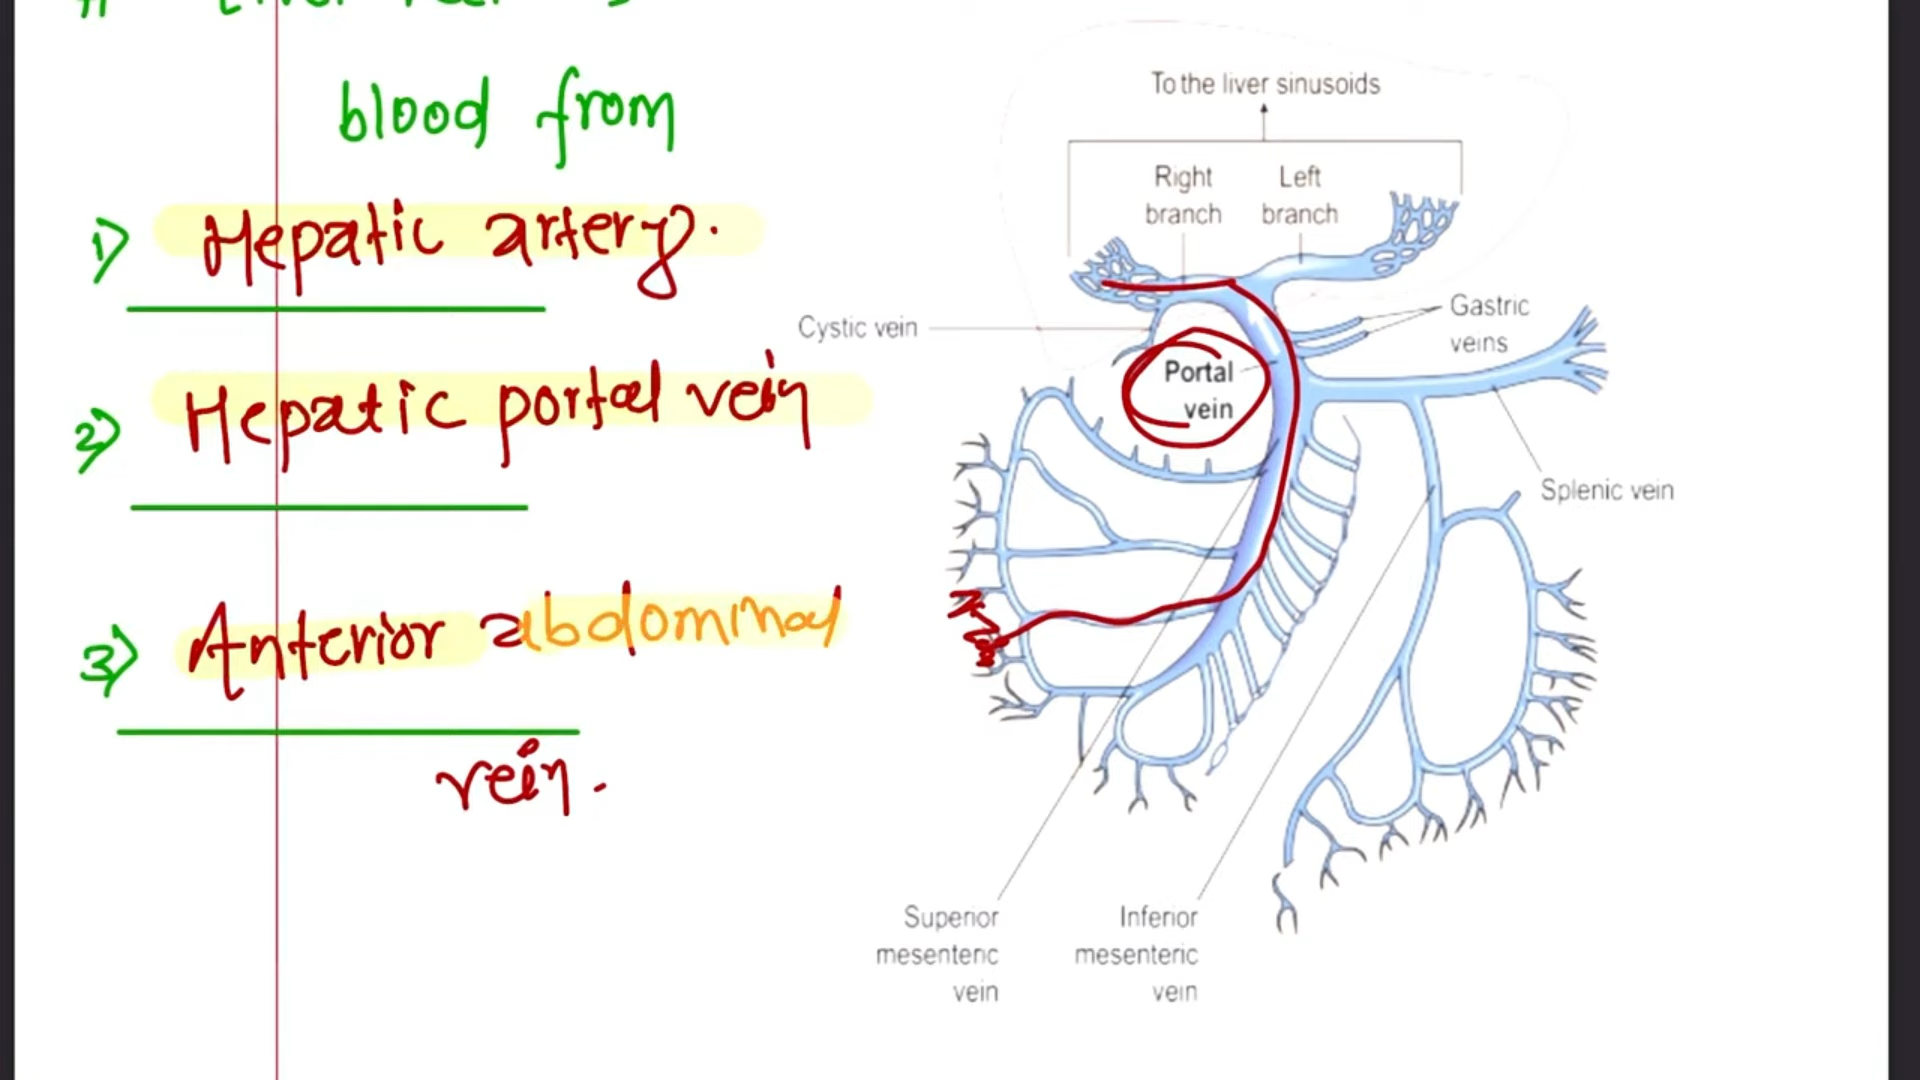 blood from
1) Hepatic artery.
2) Hepatic portal vein
3) Anterior abdominal
vein.
To the liver sinusoids
Right branch
Left branch
Cystic vein
Gastric veins
Portal vein
Splenic vein
Superior mesenteric vein
Inferior mesenteric vein